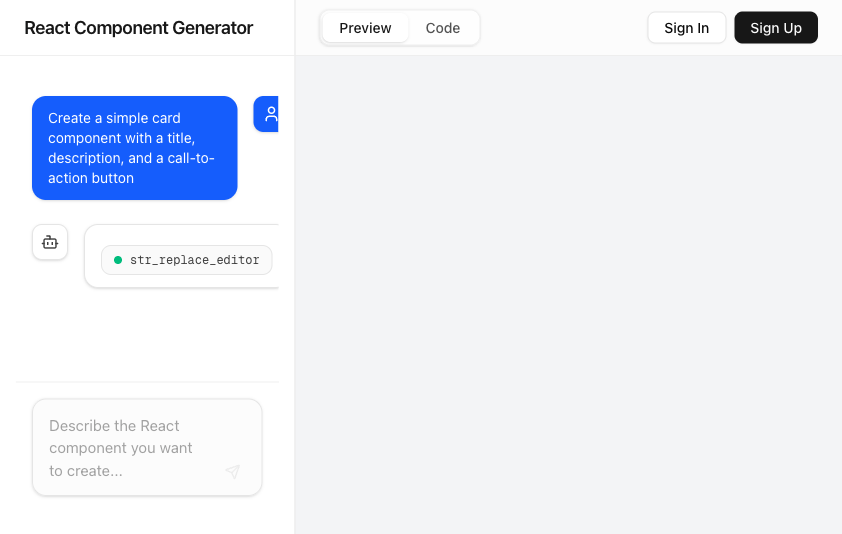 React Component Generator
Preview
Code
Sign In
Sign Up
Create a simple card
component with a title,
description, and a call-to-
action button
str_replace_editor
Describe the React
component you want
to create...